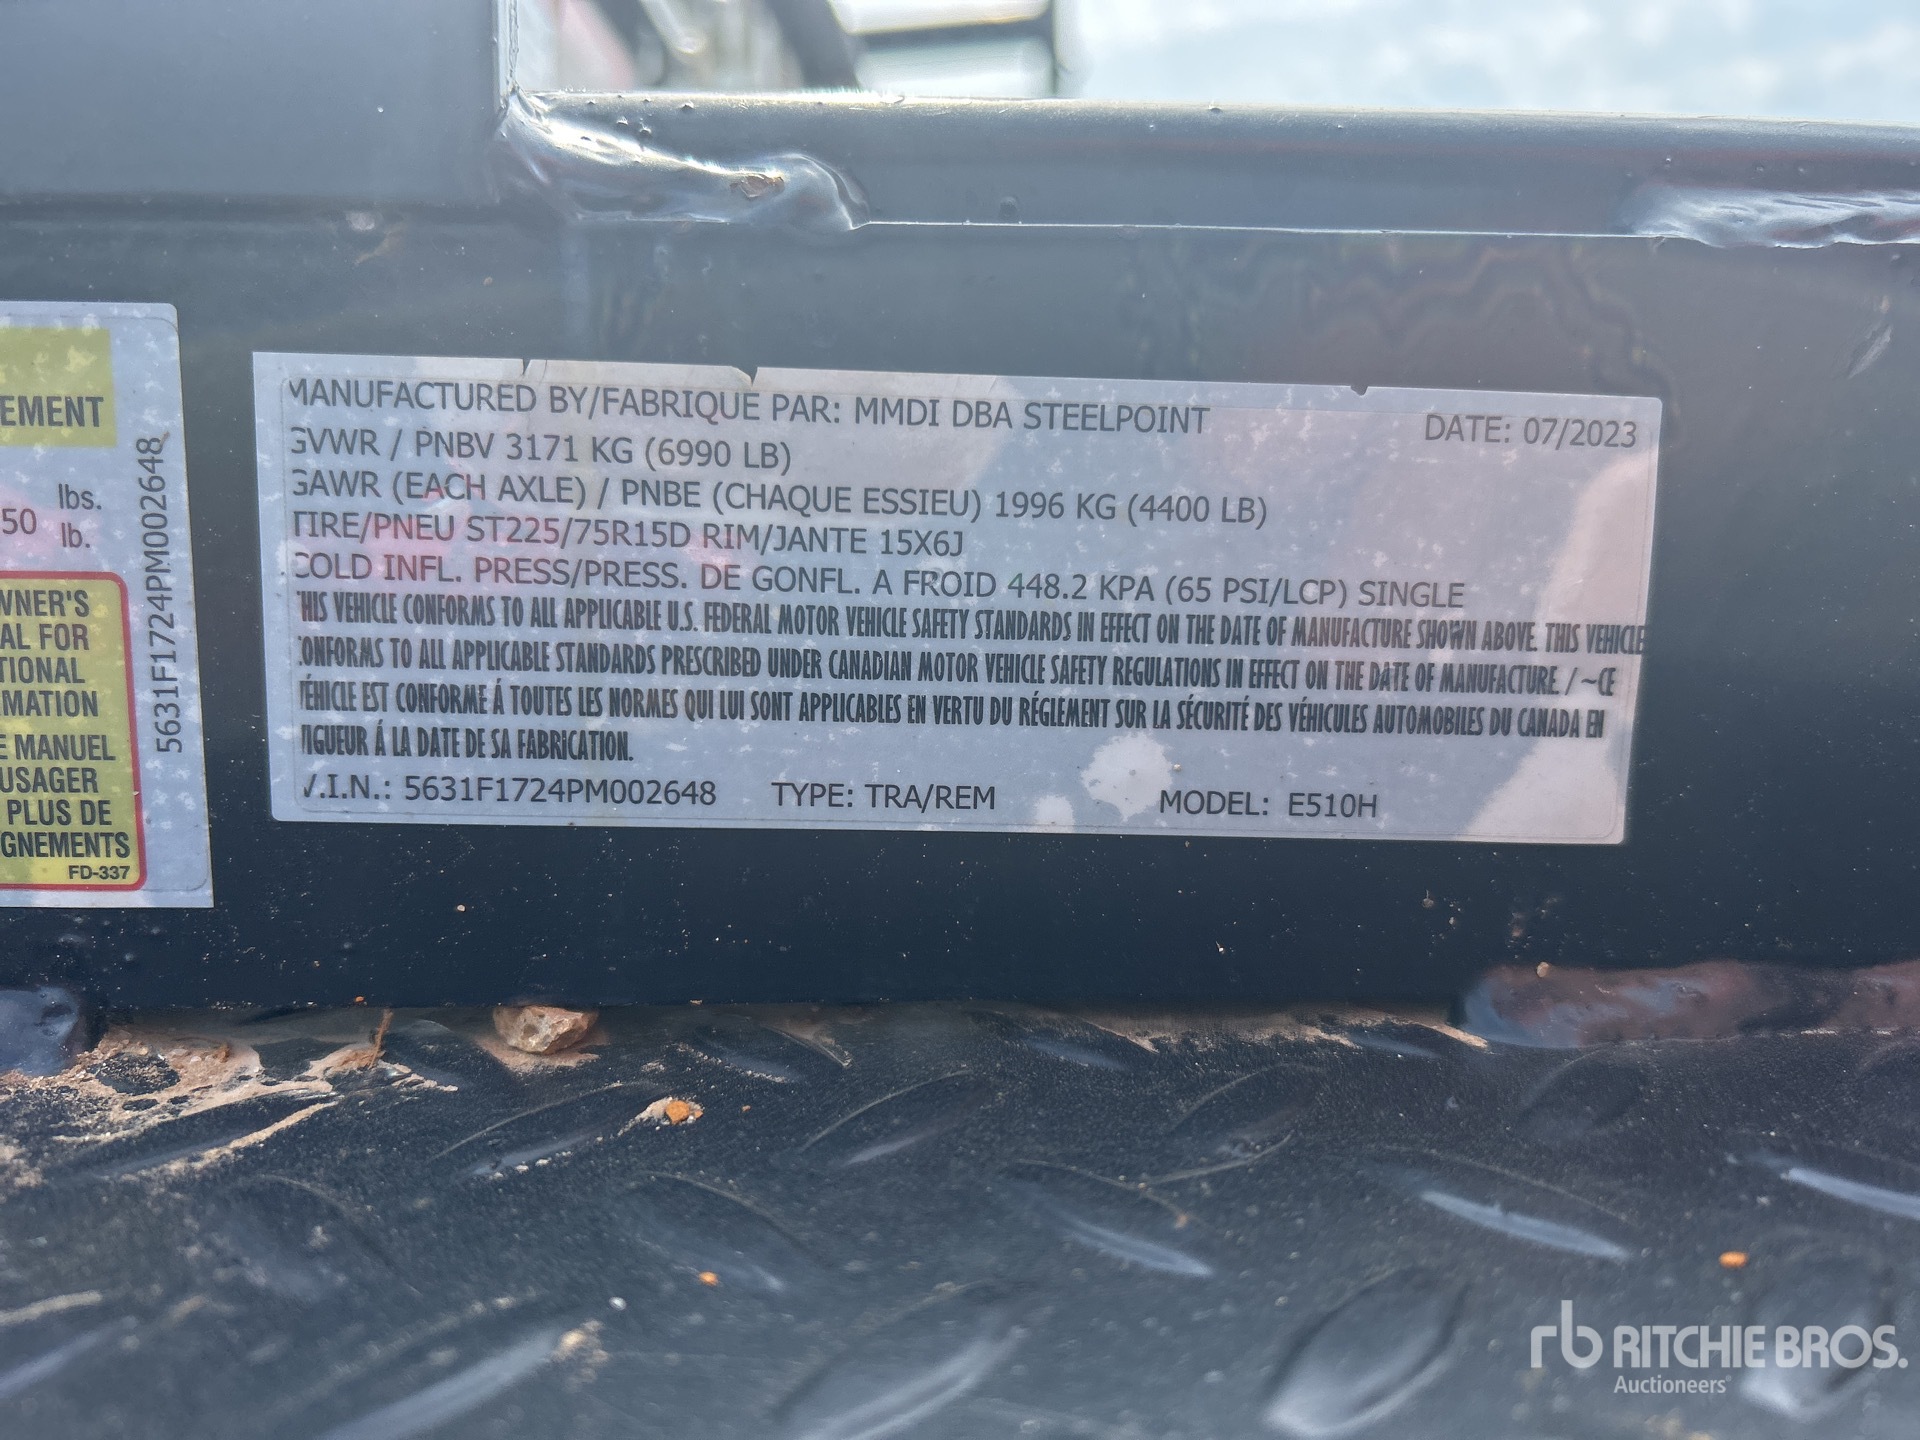 EMENT
50 lbs.
lb.
WNER'S
AL FOR
TIONAL
MATION
E MANUEL
USAGER
PLUS DE
GNEMENTS
FD-337
5631F1724PM002648
MANUFACTURED BY/FABRIQUE PAR: MMDI DBA STEELPOINT DATE: 07/2023
GVWR / PNBV 3171 KG (6990 LB)
GAWR (EACH AXLE) / PNBE (CHAQUE ESSIEU) 1996 KG (4400 LB)
TIRE/PNEU ST225/75R15D RIM/JANTE 15X6J
COLD INFL. PRESS/PRESS. DE GONFL. A FROID 448.2 KPA (65 PSI/LCP) SINGLE
THIS VEHICLE CONFORMS TO ALL APPLICABLE U.S. FEDERAL MOTOR VEHICLE SAFETY STANDARDS IN EFFECT ON THE DATE OF MANUFACTURE SHOWN ABOVE. THIS VEHICLE
CONFORMS TO ALL APPLICABLE STANDARDS PRESCRIBED UNDER CANADIAN MOTOR VEHICLE SAFETY REGULATIONS IN EFFECT ON THE DATE OF MANUFACTURE. / ~CE
VÉHICLE EST CONFORME Á TOUTES LES NORMES QUI LUI SONT APPLICABLES EN VERTU DU RÉGLEMENT SUR LA SÉCURITÉ DES VÉHICULES AUTOMOBILES DU CANADA EN
VIGUEUR Á LA DATE DE SA FABRICATION.
V.I.N.: 5631F1724PM002648 TYPE: TRA/REM MODEL: E510H
rb RITCHIE BROS.
Auctioneers